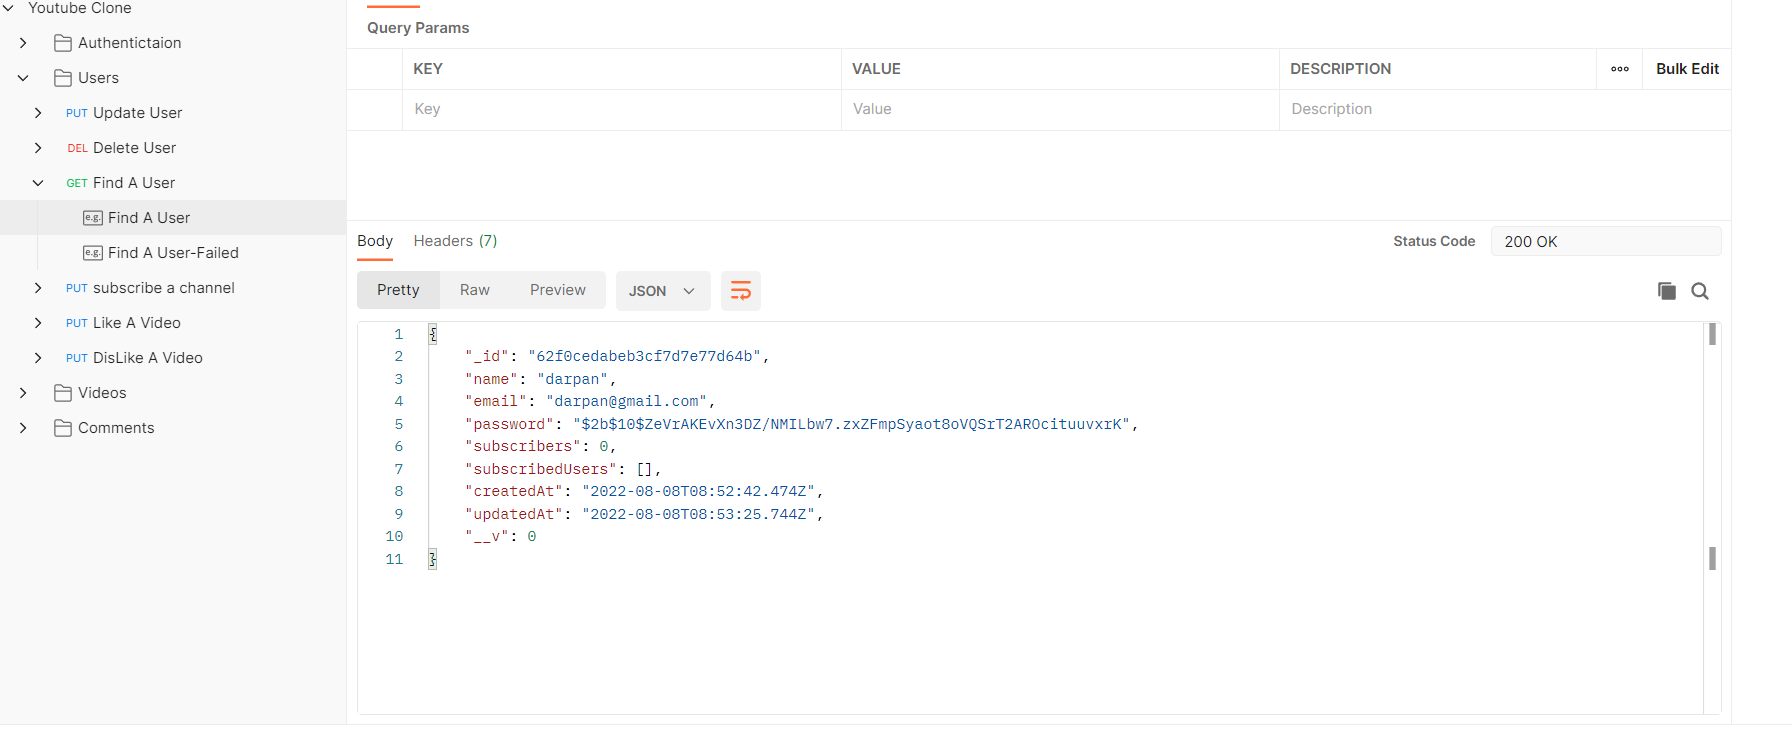 Youtube Clone
Authentictaion
Users
PUT Update User
DEL Delete User
GET Find A User
e.g. Find A User
e.g. Find A User-Failed
PUT subscribe a channel
PUT Like A Video
PUT DisLike A Video
Videos
Comments
Query Params
KEY VALUE DESCRIPTION ooo Bulk Edit
Key Value Description
Body Headers (7) Status Code 200 OK
Pretty Raw Preview JSON
1 {
2 "_id": "62f0cedabeb3cf7d7e77d64b",
3 "name": "darpan",
4 "email": "darpan@gmail.com",
5 "password": "$2b$10$ZeVrAKEvXn3DZ/NMILbw7.zxZFmpSyaot8oVQSrT2AROcituuvxrK",
6 "subscribers": 0,
7 "subscribedUsers": [],
8 "createdAt": "2022-08-08T08:52:42.474Z",
9 "updatedAt": "2022-08-08T08:53:25.744Z",
10 "__v": 0
11 }